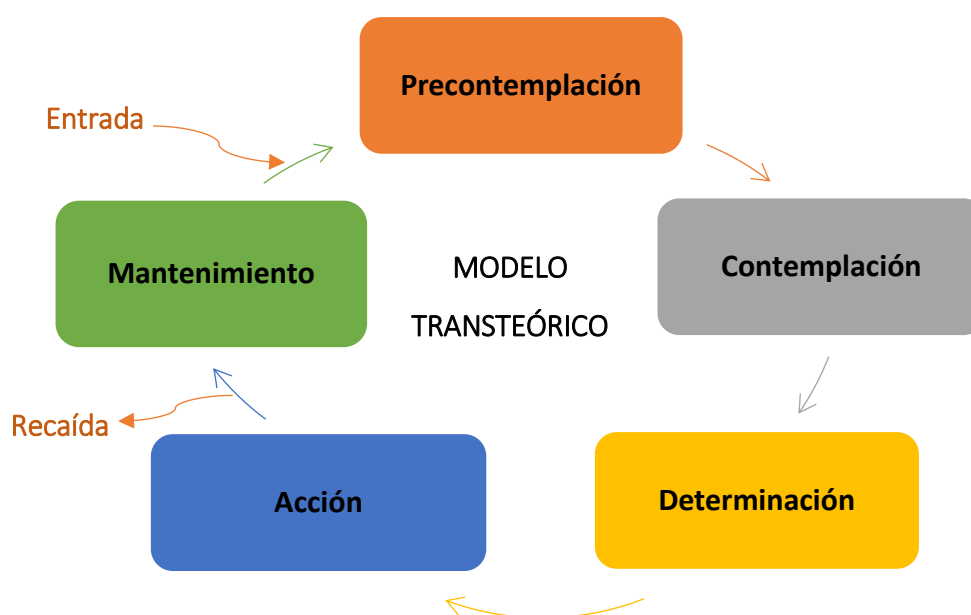 Precontemplación
Entrada
Mantenimiento
MODELO
TRANSTEÓRICO
Contemplación
Recaída
Acción
Determinación